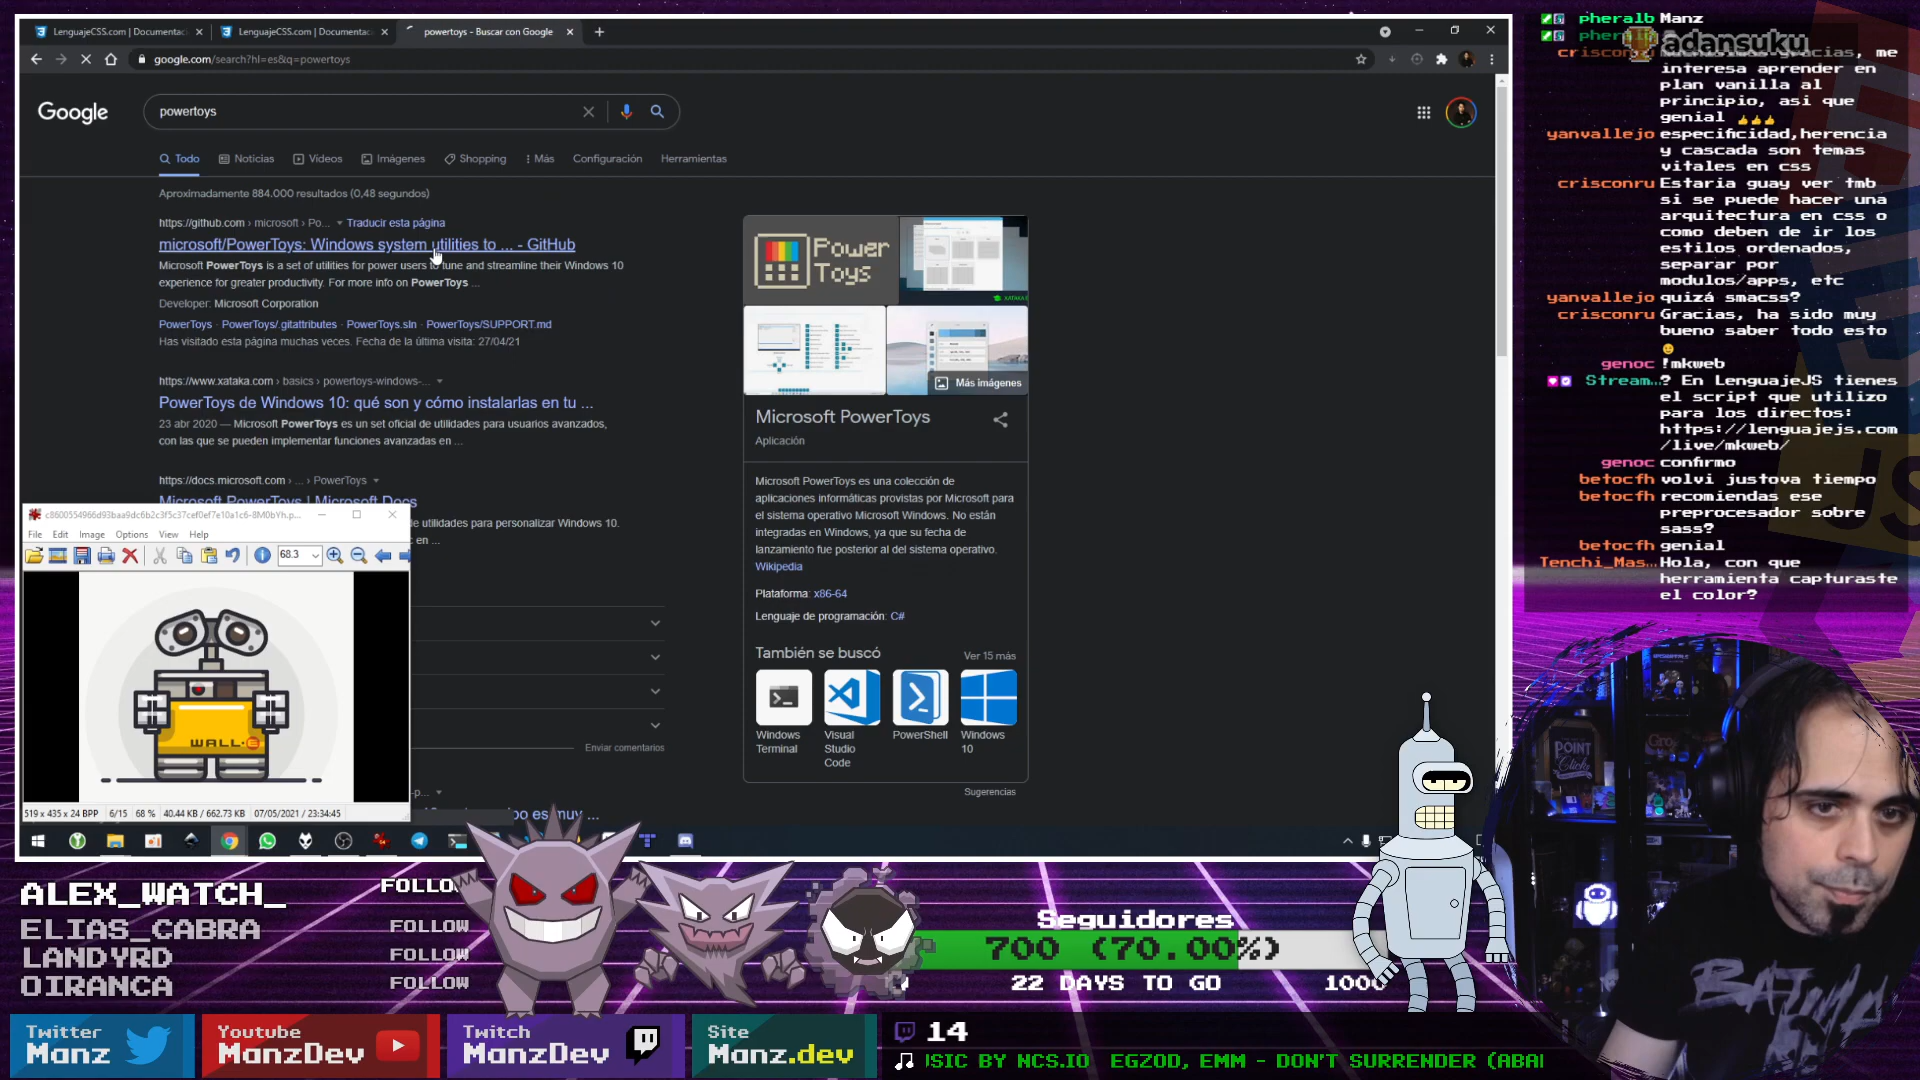 LenguajeCSS.com | Documentac
LenguajeCSS.com | Documentac
powertoys - Buscar con Google
google.com/search?hl=es&q=powertoys
Google
powertoys
Todo
Noticias
Vídeos
Imágenes
Shopping
Más
Configuración
Herramientas
Aproximadamente 884.000 resultados (0,48 segundos)
https://github.com › microsoft › Po... Traducir esta página
microsoft/PowerToys: Windows system utilities to ... - GitHub
Microsoft PowerToys is a set of utilities for power users to tune and streamline their Windows 10
experience for greater productivity. For more info on PowerToys ...
Developer: Microsoft Corporation
PowerToys · PowerToys/.gitattributes · PowerToys.sln · PowerToys/SUPPORT.md
Has visitado esta página muchas veces. Fecha de la última visita: 27/04/21
https://www.xataka.com › basics › powertoys-windows-...
PowerToys de Windows 10: qué son y cómo instalarlas en tu ...
23 abr 2020 — Microsoft PowerToys es un set oficial de utilidades para usuarios avanzados,
con las que se pueden implementar funciones avanzadas en ...
https://docs.microsoft.com › ... › PowerToys
Microsoft PowerToys | Microsoft Docs
de utilidades para personalizar Windows 10.
en ...
Enviar comentarios
-p...
oo es muy ...
Power
Toys
XATAKA
Más imágenes
Microsoft PowerToys
Aplicación
Microsoft PowerToys es una colección de
aplicaciones informáticas provistas por Microsoft para
el sistema operativo Microsoft Windows. No están
integradas en Windows, ya que su fecha de
lanzamiento fue posterior al del sistema operativo.
Wikipedia
Plataforma: x86-64
Lenguaje de programación: C#
También se buscó
Ver 15 más
Windows
Terminal
Visual
Studio
Code
PowerShell
Windows
10
Sugerencias
c8600554966d93baa9dc6b2c3f5c37cef0ef7e10a1c6-8M0bYh.p...
File Edit Image Options View Help
68.3
WALL·E
519 x 435 x 24 BPP 6/15 68 % 40.44 KB / 662.73 KB 07/05/2021 / 23:34:45
pheralb Manz
adansuku
interesa aprender en
plan vanilla al
principio, asi que
genial
yanvallejo especificidad,herencia
y cascada son temas
vitales en css
crisconru Estaria guay ver tmb
si se puede hacer una
arquitectura en css o
como deben de ir los
estilos ordenados,
separar por
modulos/apps, etc
yanvallejo quizá smacss?
crisconru Gracias, ha sido muy
bueno saber todo esto
genoc !mkweb
Stream…? En LenguajeJS tienes
el script que utilizo
para los directos:
https://lenguajejs.com
/live/mkweb/
genoc confirmo
betocfh volvi justova tiempo
betocfh recomiendas ese
preprocesador sobre
sass?
betocfh genial
Tenchi_Mas… Hola, con que
herramienta capturaste
el color?
POINT
Click
ALEX_WATCH_ FOLLO
ELIAS_CABRA FOLLOW
LANDYRD FOLLOW
OIRANCA FOLLOW
Seguidores
700 (70.00%)
22 DAYS TO GO
1000
Twitter
Manz
Youtube
ManzDev
Twitch
ManzDev
Site
Manz.dev
14
USIC BY NCS.IO EGZOD, EMM - DON'T SURRENDER (ABAN